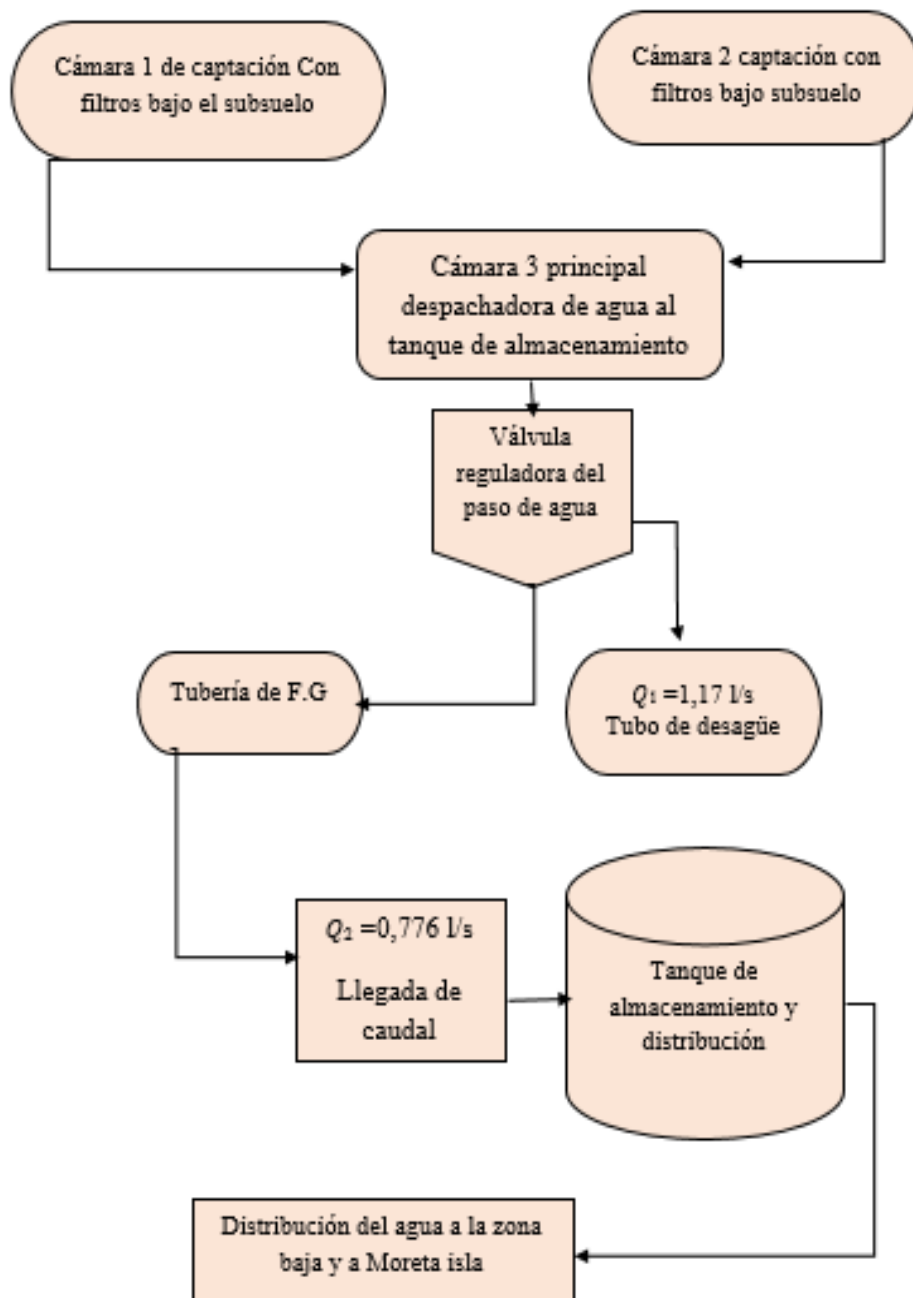 Cámara 1 de captación Con
filtros bajo el subsuelo
Cámara 2 captación con
filtros bajo subsuelo
Cámara 3 principal
despachadora de agua al
tanque de almacenamiento
Válvula
reguladora del
paso de agua
Tubería de F.G
Q₁ =1,17 l/s
Tubo de desagüe
Q₂ =0,776 l/s
Llegada de
caudal
Tanque de
almacenamiento y
distribución
Distribución del agua a la zona
baja y a Moreta isla